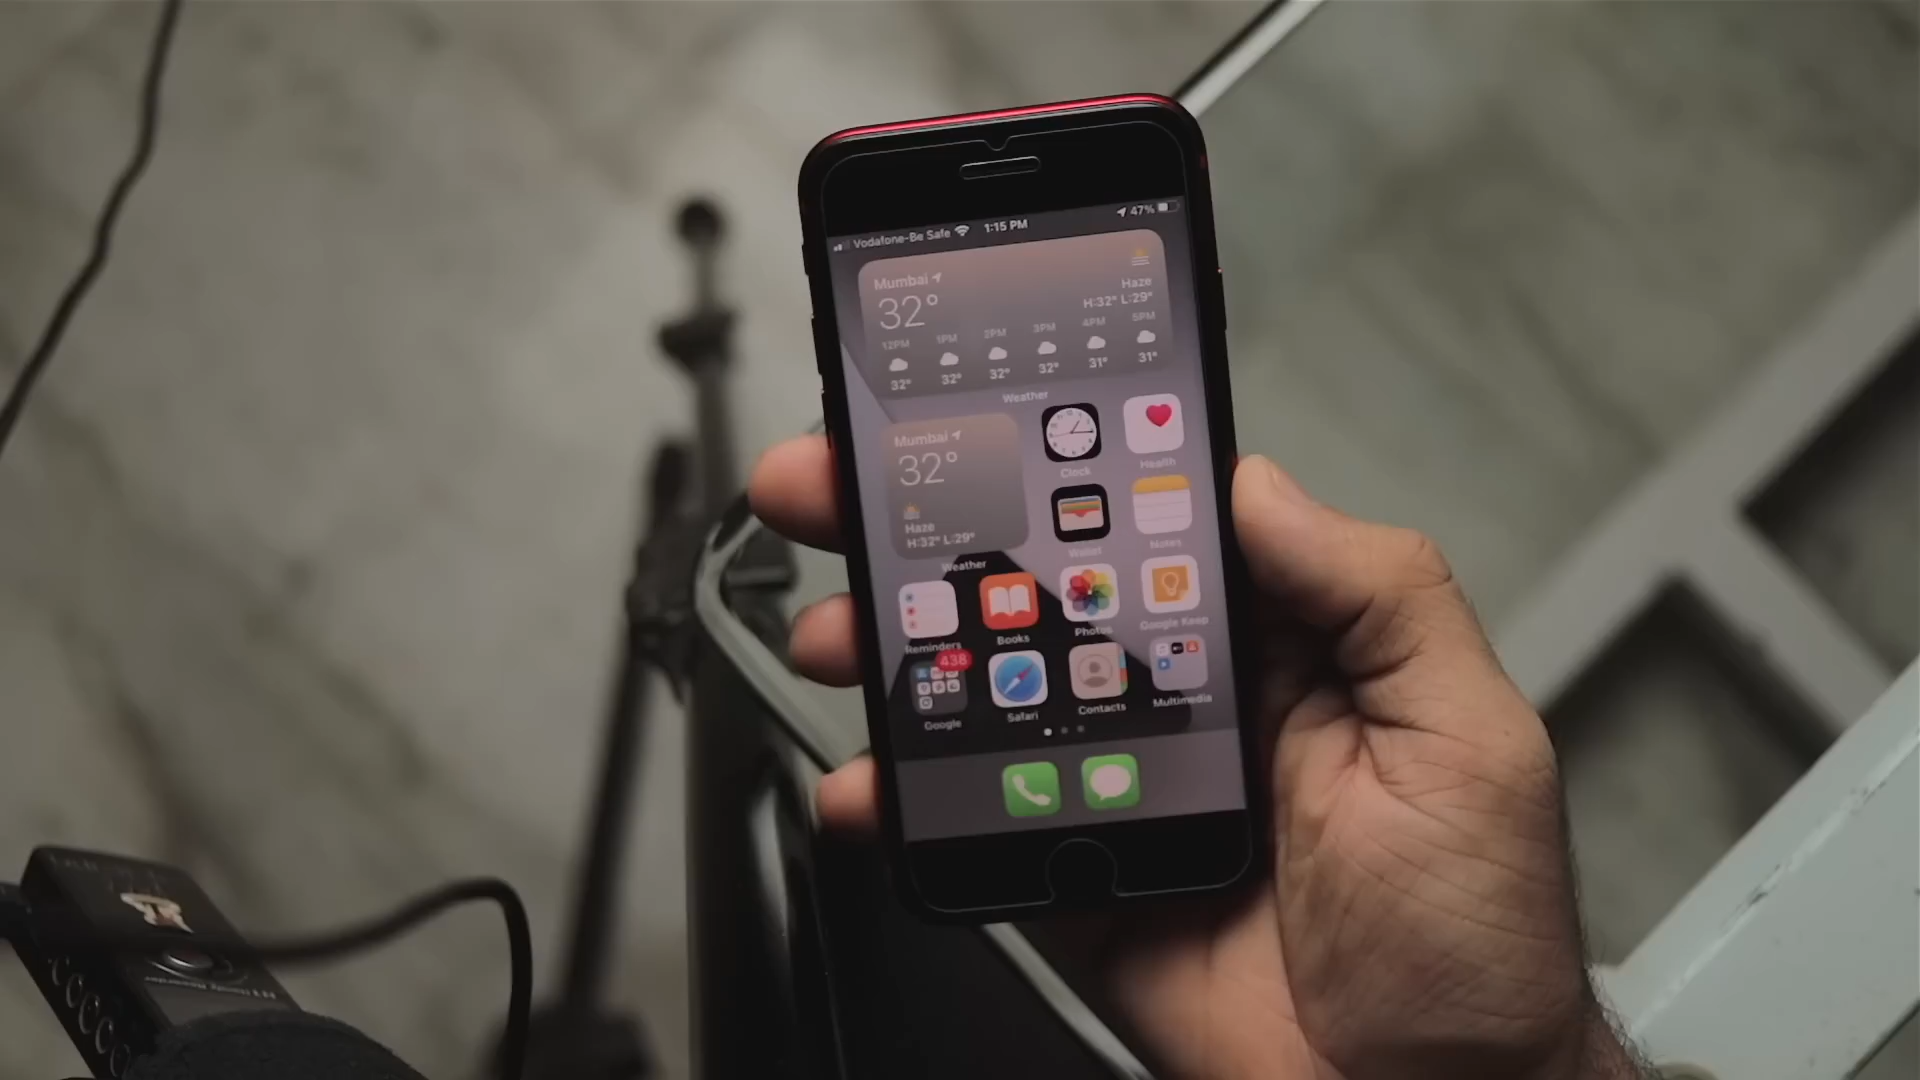 Vodafone-Be Safe 1:15 PM 47%
Mumbai
32°
Haze
H:32° L:29°
12PM 1PM 2PM 3PM 4PM 5PM
32° 32° 32° 32° 31° 31°
Weather
Mumbai
32°
Haze
H:32° L:29°
Weather
Clock Health
Wallet Notes
Reminders Books Photos Google Keep
438
Google Safari Contacts Multimedia